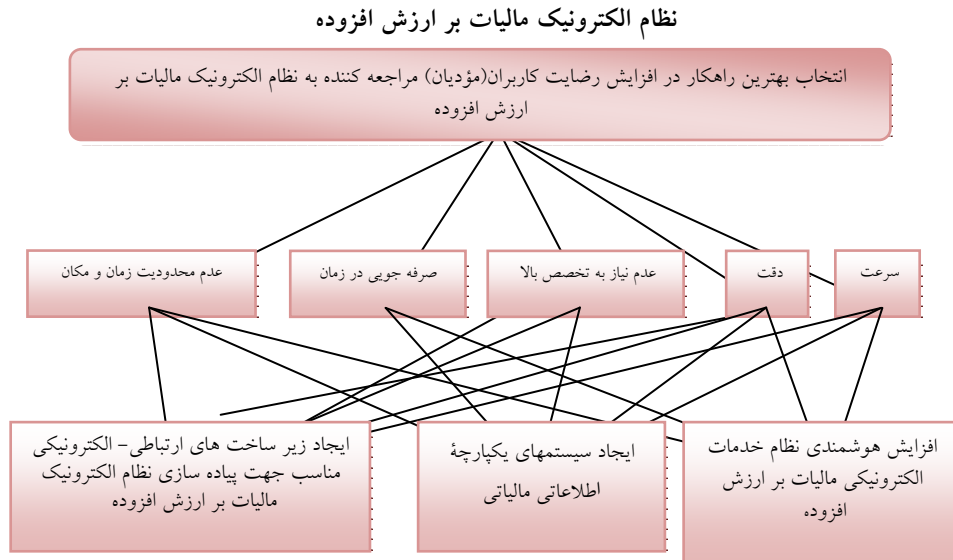 نظام الکترونیک مالیات بر ارزش افزوده
انتخاب بهترین راهکار در افزایش رضایت کاربران(مؤدیان) مراجعه کننده به نظام الکترونیک مالیات بر
ارزش افزوده
سرعت
دقت
عدم نیاز به تخصص بالا
صرفه جویی در زمان
عدم محدودیت زمان و مکان
افزایش هوشمندی نظام خدمات
الکترونیکی مالیات بر ارزش
افزوده
ایجاد سیستمهای یکپارچۀ
اطلاعاتی مالیاتی
ایجاد زیر ساخت های ارتباطی– الکترونیکی
مناسب جهت پیاده سازی نظام الکترونیک
مالیات بر ارزش افزوده